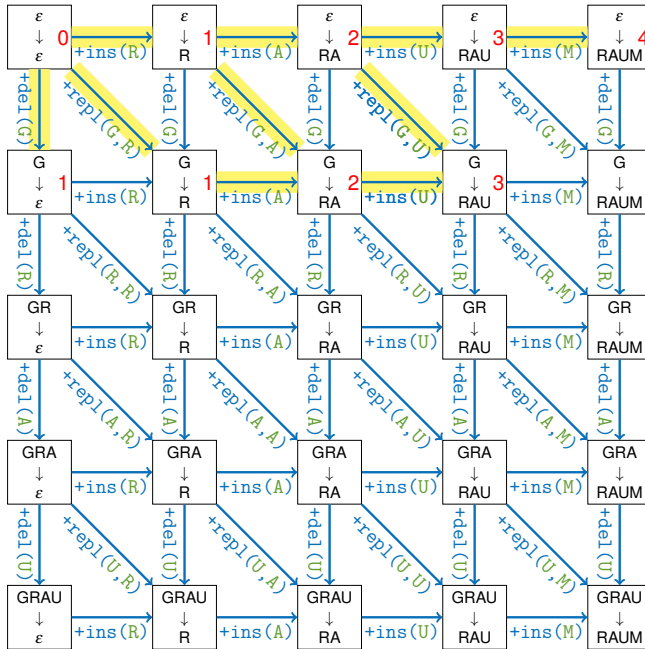 ε ↓ ε 0 +ins(R) ε ↓ R 1 +ins(A) ε ↓ RA 2 +ins(U) ε ↓ RAU 3 +ins(M) ε ↓ RAUM 4
+del(G) +repl(G,R) +del(G) +repl(G,A) +del(G) +repl(G,U) +del(G) +repl(G,M) +del(G)
G ↓ ε 1 +ins(R) G ↓ R 1 +ins(A) G ↓ RA 2 +ins(U) G ↓ RAU 3 +ins(M) G ↓ RAUM
+del(R) +repl(R,R) +del(R) +repl(R,A) +del(R) +repl(R,U) +del(R) +repl(R,M) +del(R)
GR ↓ ε +ins(R) GR ↓ R +ins(A) GR ↓ RA +ins(U) GR ↓ RAU +ins(M) GR ↓ RAUM
+del(A) +repl(A,R) +del(A) +repl(A,A) +del(A) +repl(A,U) +del(A) +repl(A,M) +del(A)
GRA ↓ ε +ins(R) GRA ↓ R +ins(A) GRA ↓ RA +ins(U) GRA ↓ RAU +ins(M) GRA ↓ RAUM
+del(U) +repl(U,R) +del(U) +repl(U,A) +del(U) +repl(U,U) +del(U) +repl(U,M) +del(U)
GRAU ↓ ε +ins(R) GRAU ↓ R +ins(A) GRAU ↓ RA +ins(U) GRAU ↓ RAU +ins(M) GRAU ↓ RAUM